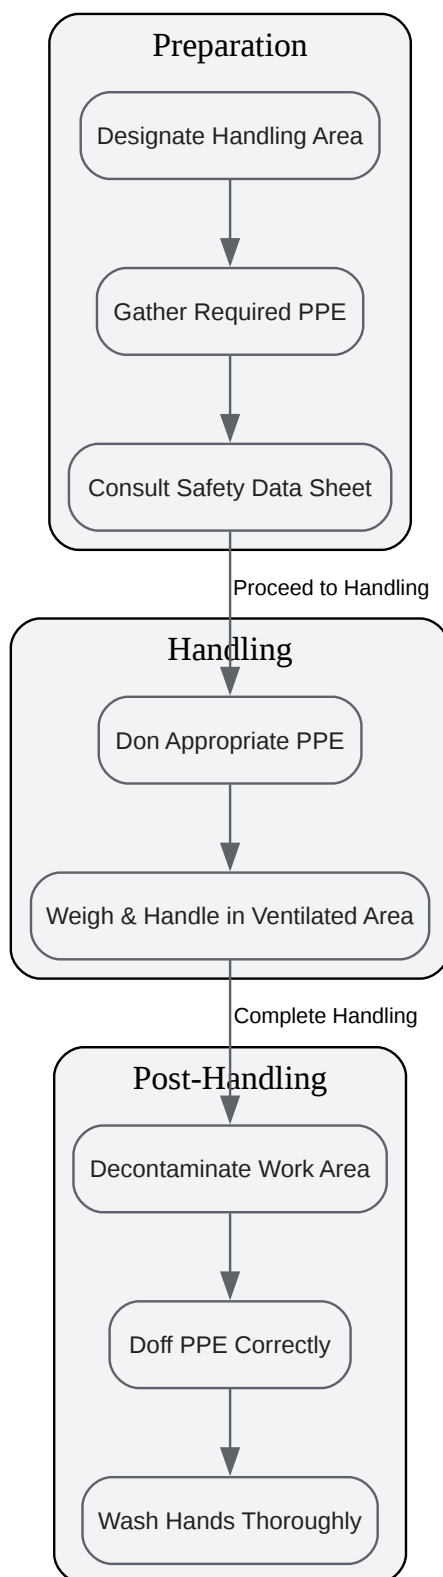 Preparation
Designate Handling Area
Gather Required PPE
Consult Safety Data Sheet
Proceed to Handling
Handling
Don Appropriate PPE
Weigh & Handle in Ventilated Area
Complete Handling
Post-Handling
Decontaminate Work Area
Doff PPE Correctly
Wash Hands Thoroughly